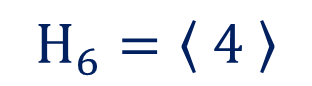 H₆ = ⟨ 4 ⟩